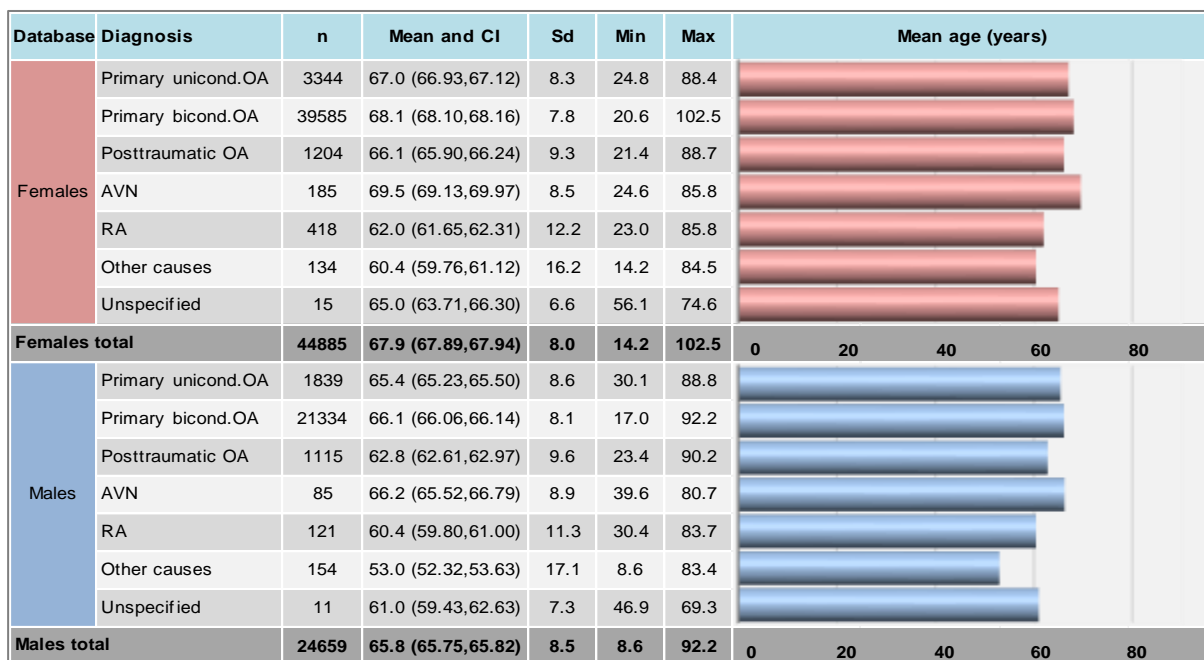 Database Diagnosis n Mean and CI Sd Min Max Mean age (years)
Primary unicond.OA 3344 67.0 (66.93,67.12) 8.3 24.8 88.4
Primary bicond.OA 39585 68.1 (68.10,68.16) 7.8 20.6 102.5
Posttraumatic OA 1204 66.1 (65.90,66.24) 9.3 21.4 88.7
Females AVN 185 69.5 (69.13,69.97) 8.5 24.6 85.8
RA 418 62.0 (61.65,62.31) 12.2 23.0 85.8
Other causes 134 60.4 (59.76,61.12) 16.2 14.2 84.5
Unspecified 15 65.0 (63.71,66.30) 6.6 56.1 74.6
Females total 44885 67.9 (67.89,67.94) 8.0 14.2 102.5 0 20 40 60 80
Primary unicond.OA 1839 65.4 (65.23,65.50) 8.6 30.1 88.8
Primary bicond.OA 21334 66.1 (66.06,66.14) 8.1 17.0 92.2
Posttraumatic OA 1115 62.8 (62.61,62.97) 9.6 23.4 90.2
Males AVN 85 66.2 (65.52,66.79) 8.9 39.6 80.7
RA 121 60.4 (59.80,61.00) 11.3 30.4 83.7
Other causes 154 53.0 (52.32,53.63) 17.1 8.6 83.4
Unspecified 11 61.0 (59.43,62.63) 7.3 46.9 69.3
Males total 24659 65.8 (65.75,65.82) 8.5 8.6 92.2 0 20 40 60 80